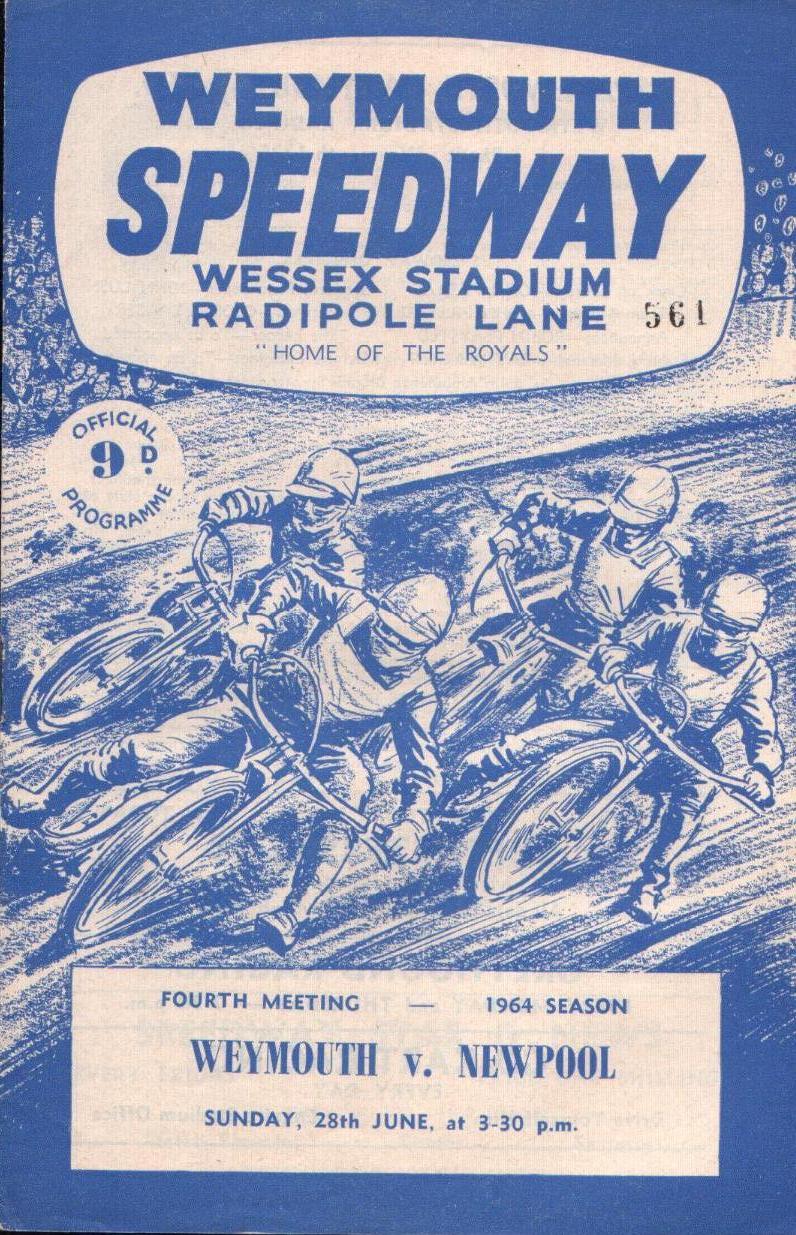 WEYMOUTH
SPEEDWAY
WESSEX STADIUM
RADIPOLE LANE 561
"HOME OF THE ROYALS"
OFFICIAL
9 D.
PROGRAMME
FOURTH MEETING — 1964 SEASON
WEYMOUTH v. NEWPOOL
SUNDAY, 28th JUNE, at 3-30 p.m.